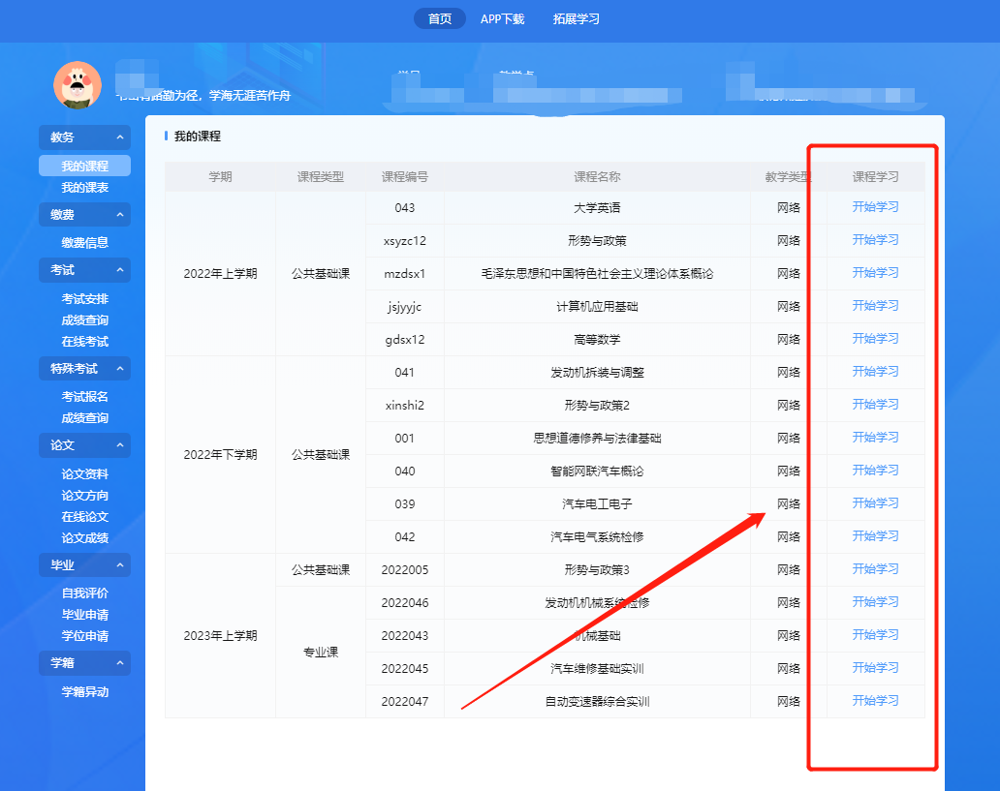 首页 APP下载 拓展学习
勤为径，学海无涯苦作舟
教务
我的课程
我的课表
缴费
缴费信息
考试
考试安排
成绩查询
在线考试
特殊考试
考试报名
成绩查询
论文
论文资料
论文方向
在线论文
论文成绩
毕业
自我评价
毕业申请
学位申请
学籍
学籍异动
我的课程
学期 课程类型 课程编号 课程名称 教学类型 课程学习
2022年上学期 公共基础课
043 大学英语 网络 开始学习
xsyzc12 形势与政策 网络 开始学习
mzdsx1 毛泽东思想和中国特色社会主义理论体系概论 网络 开始学习
jsjyyjc 计算机应用基础 网络 开始学习
gdsx12 高等数学 网络 开始学习
2022年下学期 公共基础课
041 发动机拆装与调整 网络 开始学习
xinshi2 形势与政策2 网络 开始学习
001 思想道德修养与法律基础 网络 开始学习
040 智能网联汽车概论 网络 开始学习
039 汽车电工电子 网络 开始学习
042 汽车电气系统检修 网络 开始学习
2023年上学期
公共基础课 2022005 形势与政策3 网络 开始学习
专业课
2022046 发动机机械系统检修 网络 开始学习
2022043 机械基础 网络 开始学习
2022045 汽车维修基础实训 网络 开始学习
2022047 自动变速器综合实训 网络 开始学习